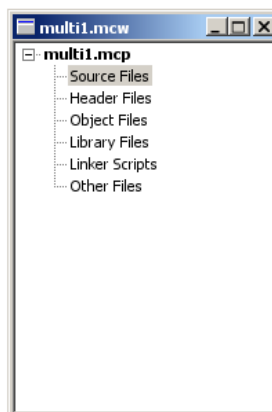 multi1.mcw
multi1.mcp
Source Files
Header Files
Object Files
Library Files
Linker Scripts
Other Files